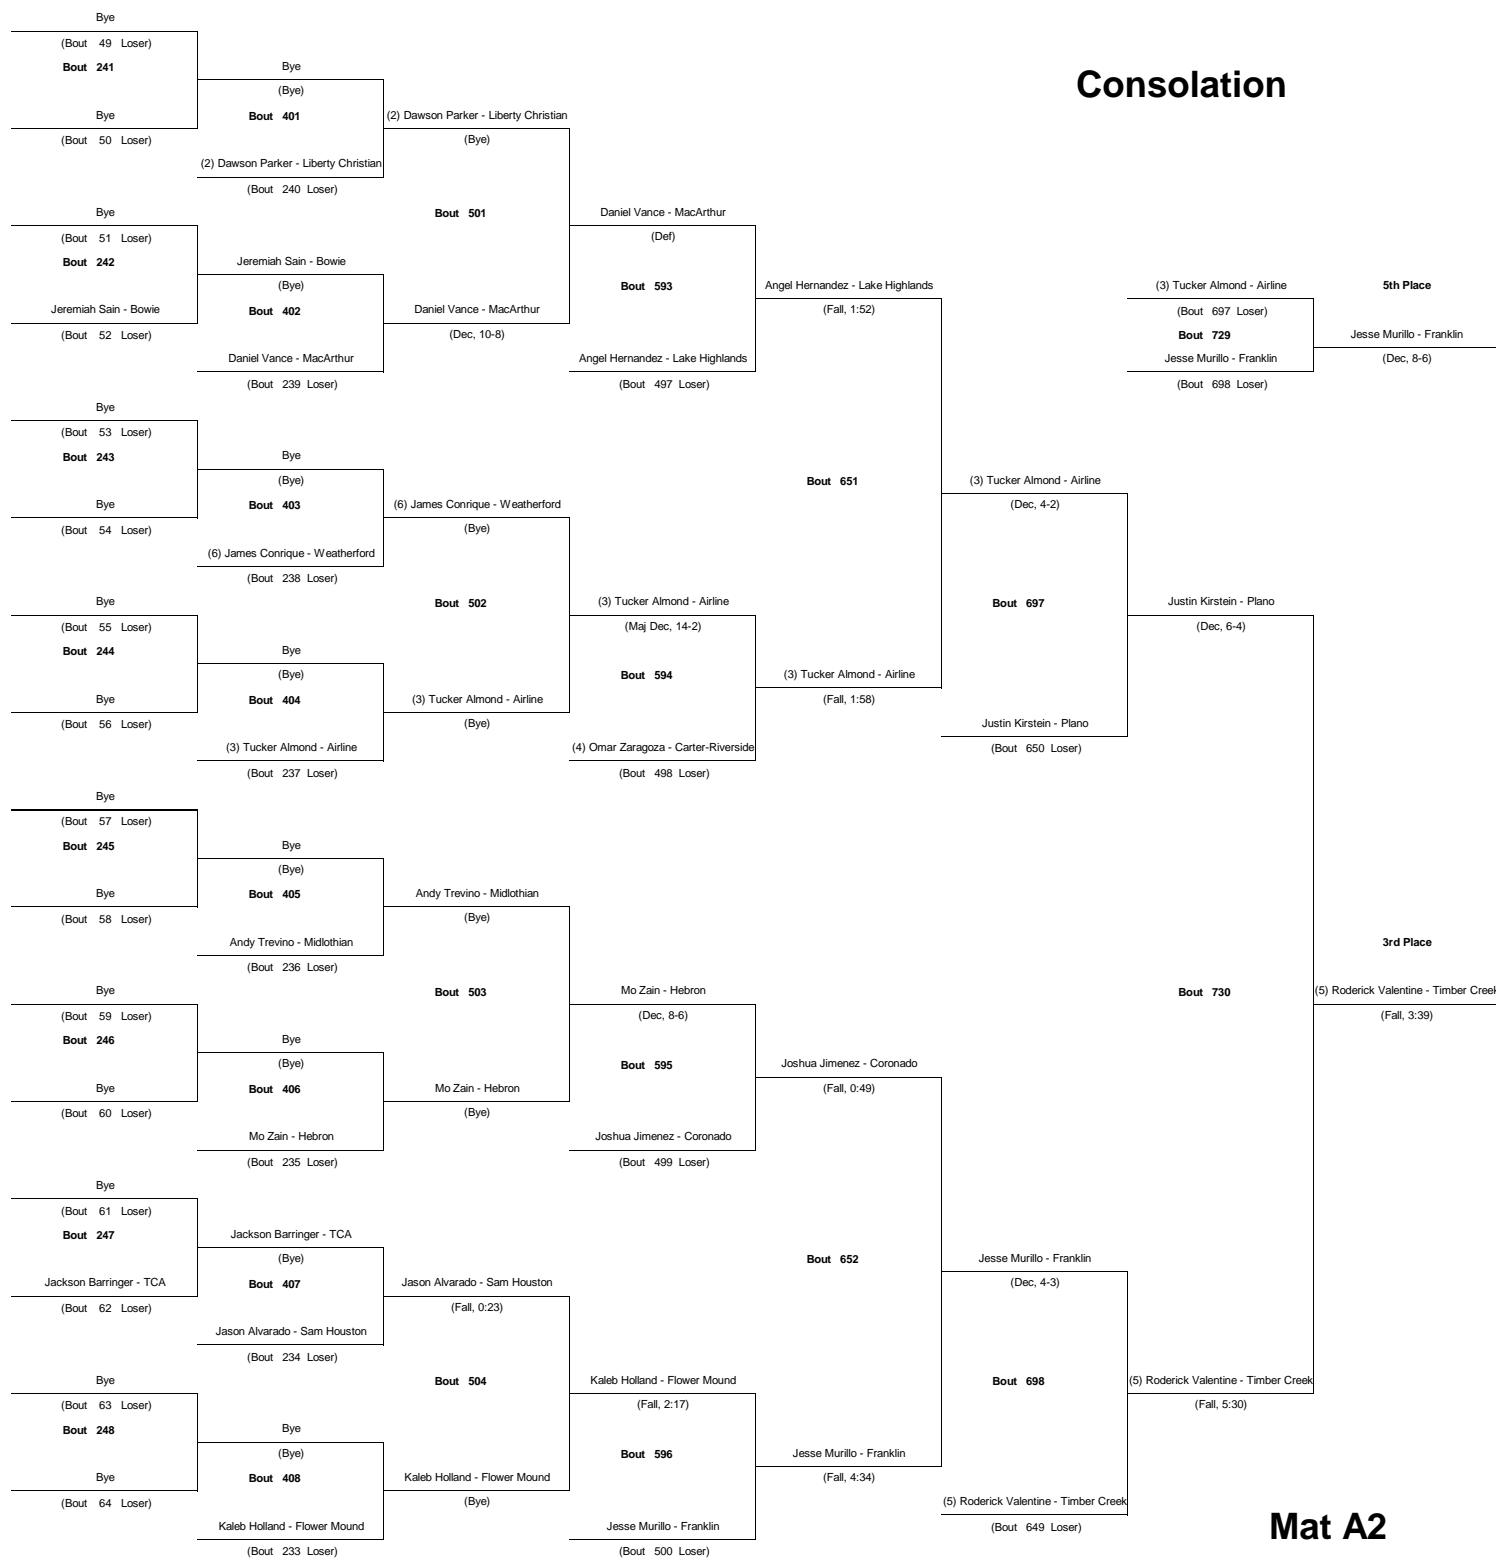 Consolation
Bye
(Bout 49 Loser)
Bout 241
Bye
(Bout 50 Loser)
Bye
(Bout 51 Loser)
Bout 242
Jeremiah Sain - Bowie
(Bout 52 Loser)
Bye
(Bout 53 Loser)
Bout 243
Bye
(Bout 54 Loser)
Bye
(Bout 55 Loser)
Bout 244
Bye
(Bout 56 Loser)
Bye
(Bout 57 Loser)
Bout 245
Bye
(Bout 58 Loser)
Bye
(Bout 59 Loser)
Bout 246
Bye
(Bout 60 Loser)
Bye
(Bout 61 Loser)
Bout 247
Jackson Barringer - TCA
(Bout 62 Loser)
Bye
(Bout 63 Loser)
Bout 248
Bye
(Bout 64 Loser)
Bye
(Bye)
Bout 401
(2) Dawson Parker - Liberty Christian
(Bout 240 Loser)
Jeremiah Sain - Bowie
(Bye)
Bout 402
Daniel Vance - MacArthur
(Bout 239 Loser)
Bye
(Bye)
Bout 403
(6) James Conrique - Weatherford
(Bout 238 Loser)
Bye
(Bye)
Bout 404
(3) Tucker Almond - Airline
(Bout 237 Loser)
Bye
(Bye)
Bout 405
Andy Trevino - Midlothian
(Bout 236 Loser)
Bye
(Bye)
Bout 406
Mo Zain - Hebron
(Bout 235 Loser)
Jackson Barringer - TCA
(Bye)
Bout 407
Jason Alvarado - Sam Houston
(Bout 234 Loser)
Bye
(Bye)
Bout 408
Kaleb Holland - Flower Mound
(Bout 233 Loser)
(2) Dawson Parker - Liberty Christian
(Bye)
Bout 501
Daniel Vance - MacArthur
(Dec, 10-8)
(6) James Conrique - Weatherford
(Bye)
Bout 502
(3) Tucker Almond - Airline
(Bye)
Andy Trevino - Midlothian
(Bye)
Bout 503
Mo Zain - Hebron
(Bye)
Jason Alvarado - Sam Houston
(Fall, 0:23)
Bout 504
Kaleb Holland - Flower Mound
(Bye)
Daniel Vance - MacArthur
(Def)
Bout 593
Angel Hernandez - Lake Highlands
(Bout 497 Loser)
(3) Tucker Almond - Airline
(Maj Dec, 14-2)
Bout 594
(4) Omar Zaragoza - Carter-Riverside
(Bout 498 Loser)
Mo Zain - Hebron
(Dec, 8-6)
Bout 595
Joshua Jimenez - Coronado
(Bout 499 Loser)
Kaleb Holland - Flower Mound
(Fall, 2:17)
Bout 596
Jesse Murillo - Franklin
(Bout 500 Loser)
Angel Hernandez - Lake Highlands
(Fall, 1:52)
Bout 651
(3) Tucker Almond - Airline
(Fall, 1:58)
Joshua Jimenez - Coronado
(Fall, 0:49)
Bout 652
Jesse Murillo - Franklin
(Fall, 4:34)
(3) Tucker Almond - Airline
(Dec, 4-2)
Bout 697
Justin Kirstein - Plano
(Bout 650 Loser)
Jesse Murillo - Franklin
(Dec, 4-3)
Bout 698
(5) Roderick Valentine - Timber Creek
(Bout 649 Loser)
(3) Tucker Almond - Airline
(Bout 697 Loser)
Bout 729
Jesse Murillo - Franklin
(Bout 698 Loser)
5th Place
Jesse Murillo - Franklin
(Dec, 8-6)
Justin Kirstein - Plano
(Dec, 6-4)
Bout 730
(5) Roderick Valentine - Timber Creek
(Fall, 5:30)
3rd Place
(5) Roderick Valentine - Timber Creek
(Fall, 3:39)
Mat A2